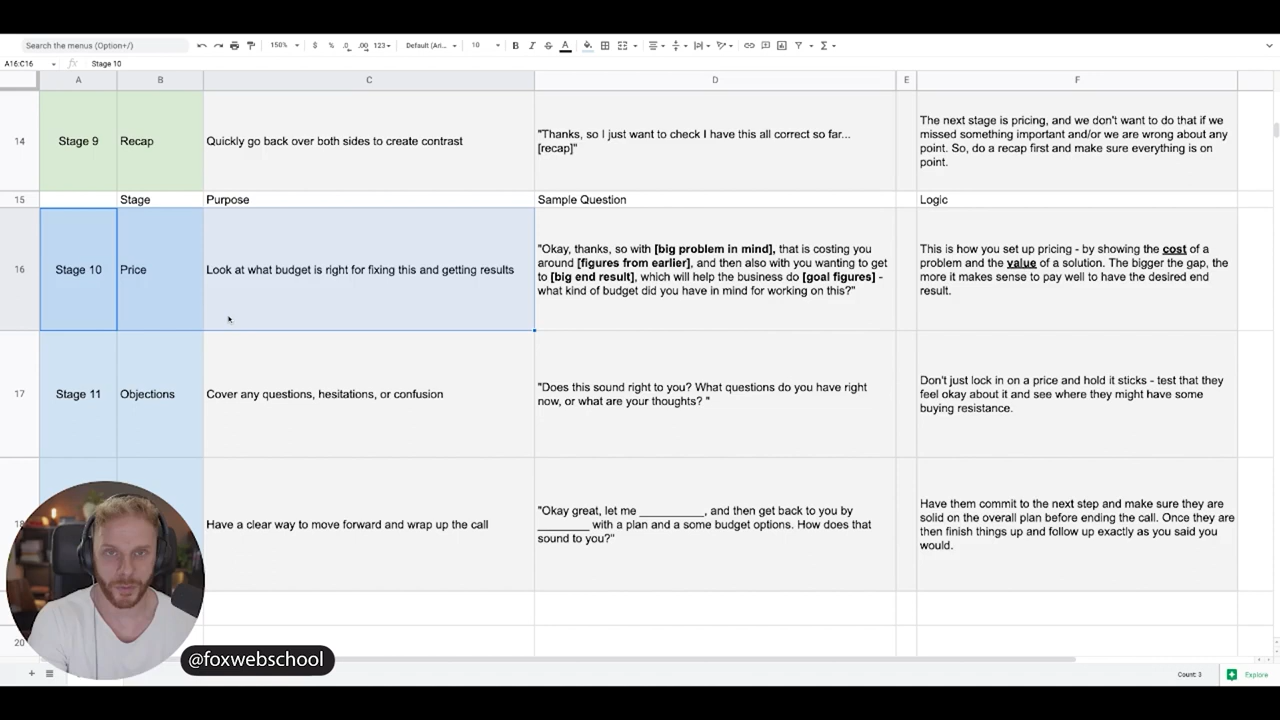 Search the menus (Option+/)
150%
$ % .0 .00 123
Default (Ari...
10
B I S A
A16:C16
fx Stage 10
A B C D E F
14
Stage 9
Recap
Quickly go back over both sides to create contrast
"Thanks, so I just want to check I have this all correct so far...
[recap]"
The next stage is pricing, and we don't want to do that if we
missed something important and/or we are wrong about any
point. So, do a recap first and make sure everything is on
point.
15
Stage
Purpose
Sample Question
Logic
16
Stage 10
Price
Look at what budget is right for fixing this and getting results
"Okay, thanks, so with [big problem in mind], that is costing you
around [figures from earlier], and then also with you wanting to get
to [big end result], which will help the business do [goal figures] -
what kind of budget did you have in mind for working on this?"
This is how you set up pricing - by showing the cost of a
problem and the value of a solution. The bigger the gap, the
more it makes sense to pay well to have the desired end
result.
17
Stage 11
Objections
Cover any questions, hesitations, or confusion
"Does this sound right to you? What questions do you have right
now, or what are your thoughts? "
Don't just lock in on a price and hold it sticks - test that they
feel okay about it and see where they might have some
buying resistance.
18
Have a clear way to move forward and wrap up the call
"Okay great, let me ___________, and then get back to you by
_________ with a plan and a some budget options. How does that
sound to you?"
Have them commit to the next step and make sure they are
solid on the overall plan before ending the call. Once they are
then finish things up and follow up exactly as you said you
would.
20
@foxwebschool
Count: 3
Explore